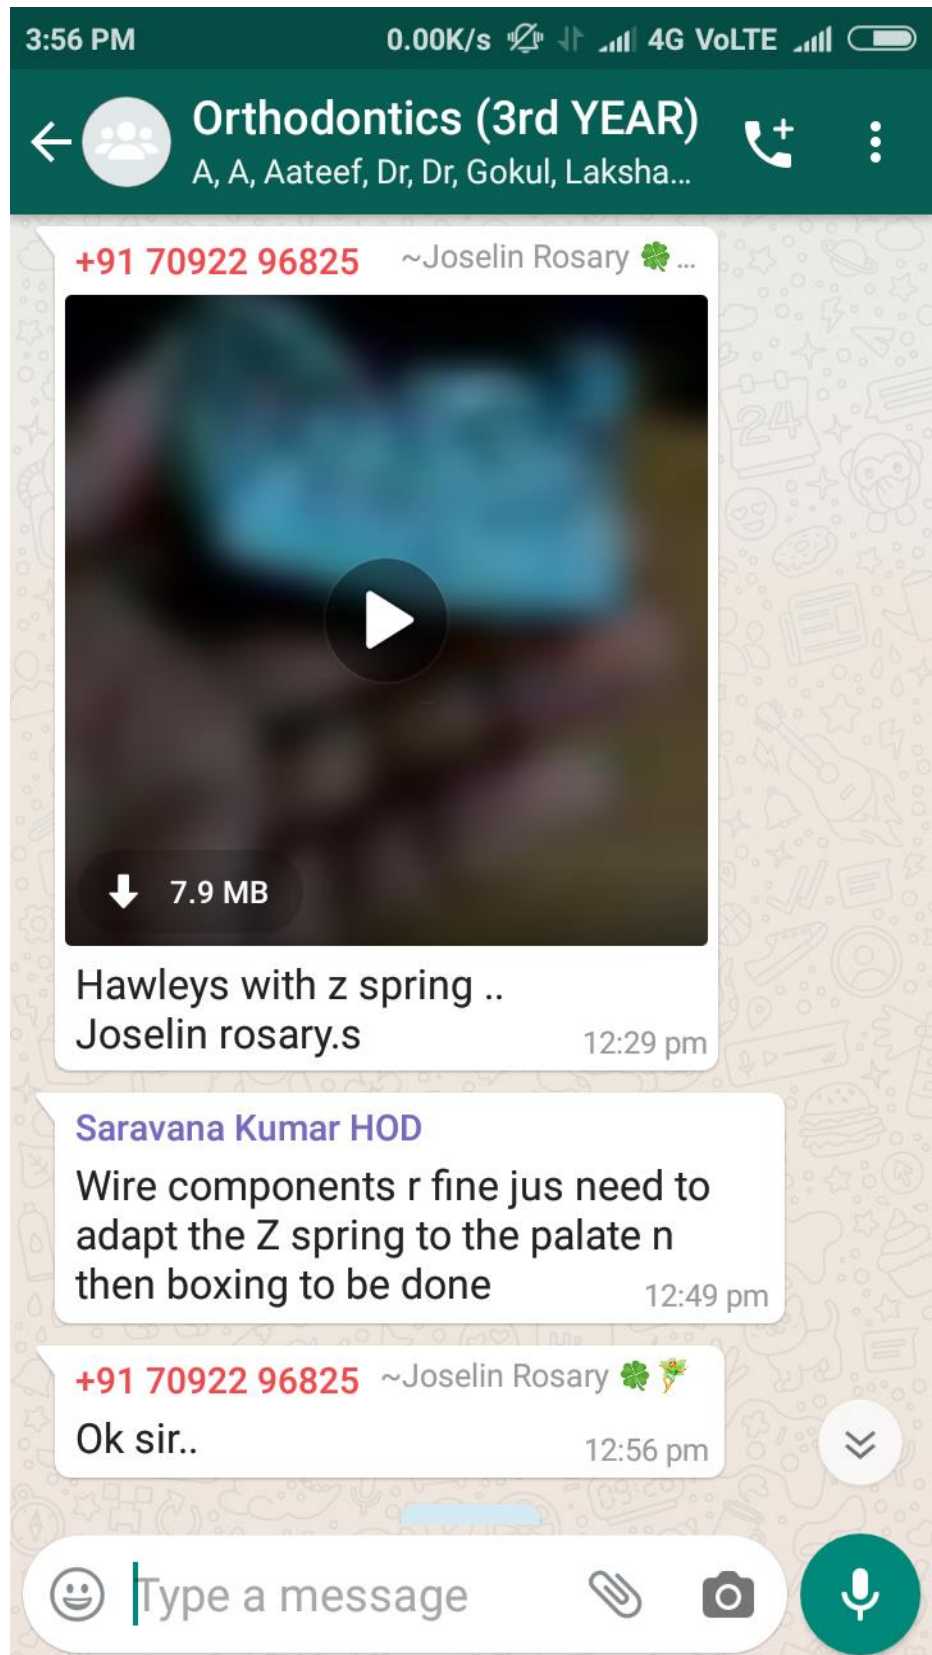 3:56 PM 0.00K/s 4G VoLTE
Orthodontics (3rd YEAR)
A, A, Aateef, Dr, Dr, Gokul, Laksha...
+91 70922 96825 ~Joselin Rosary 🍀...
7.9 MB
Hawleys with z spring ..
Joselin rosary.s 12:29 pm
Saravana Kumar HOD
Wire components r fine jus need to
adapt the Z spring to the palate n
then boxing to be done 12:49 pm
+91 70922 96825 ~Joselin Rosary 🍀🧚
Ok sir.. 12:56 pm
Type a message